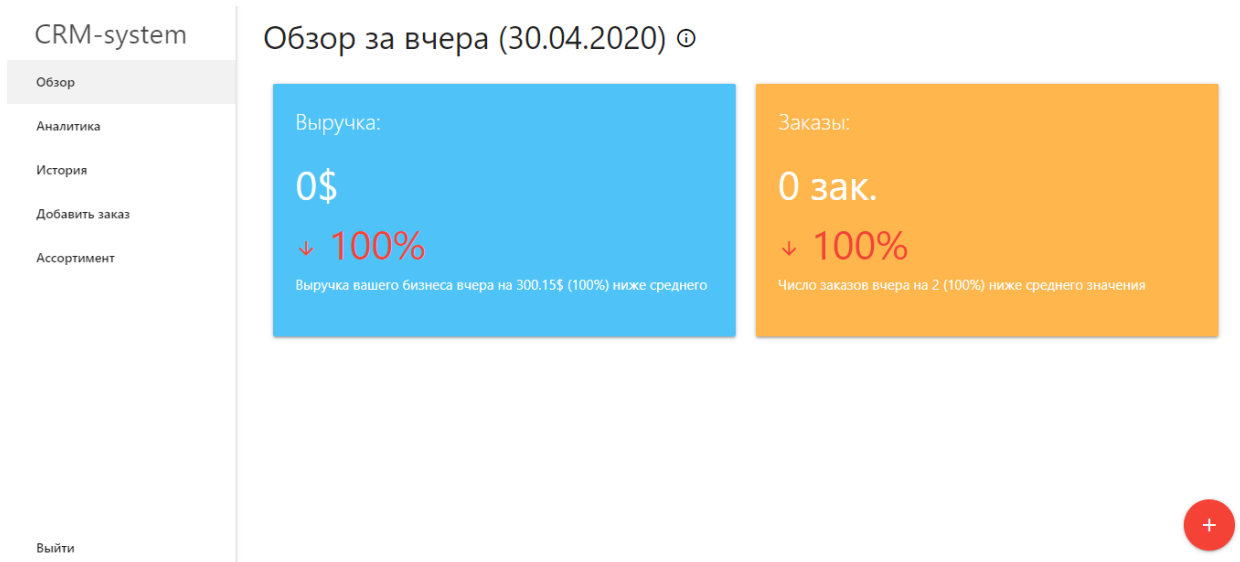 CRM-system
Обзор
Аналитика
История
Добавить заказ
Ассортимент
Выйти
Обзор за вчера (30.04.2020)
Выручка:
0$
↓ 100%
Выручка вашего бизнеса вчера на 300.15$ (100%) ниже среднего
Заказы:
0 зак.
↓ 100%
Число заказов вчера на 2 (100%) ниже среднего значения
+